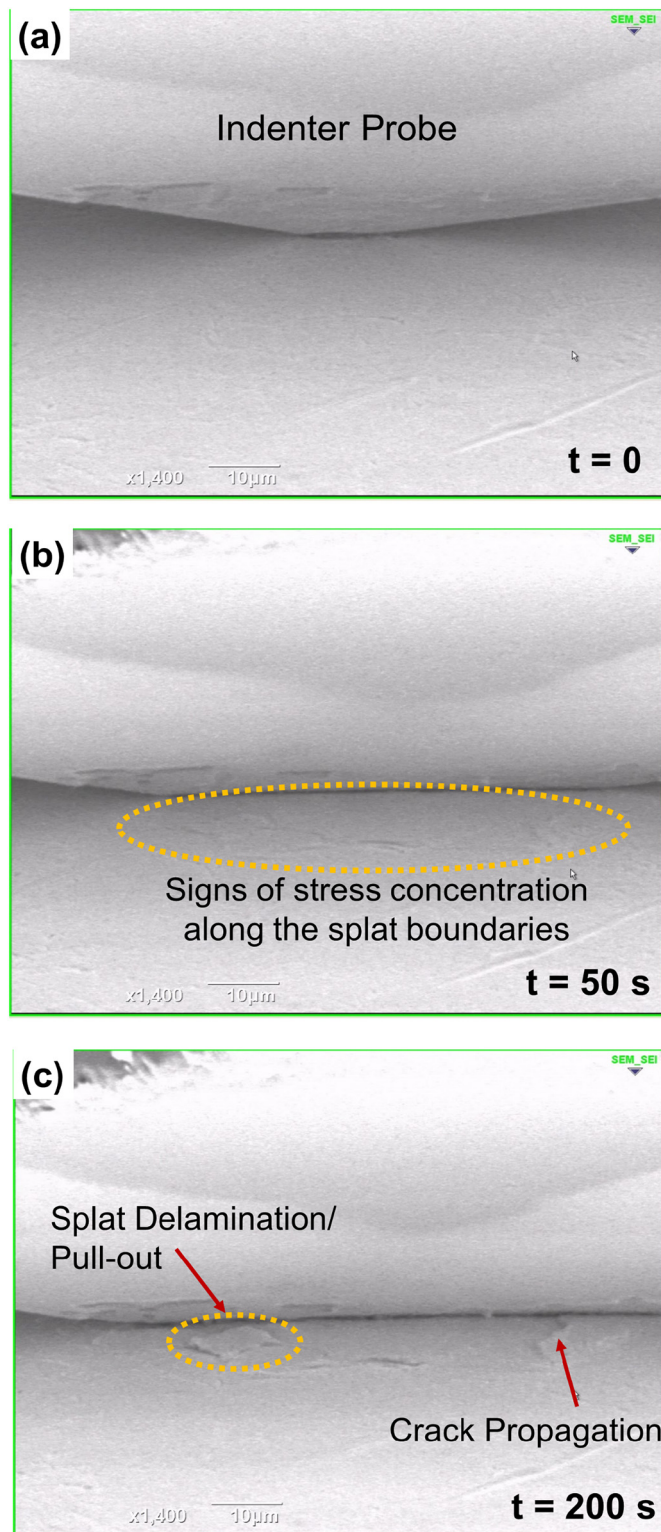 (a)
SEM_SEI
Indenter Probe
x1,400 10μm
t = 0
(b)
SEM_SEI
Signs of stress concentration
along the splat boundaries
x1,400 10μm
t = 50 s
(c)
SEM_SEI
Splat Delamination/
Pull-out
Crack Propagation
x1,400 10μm
t = 200 s